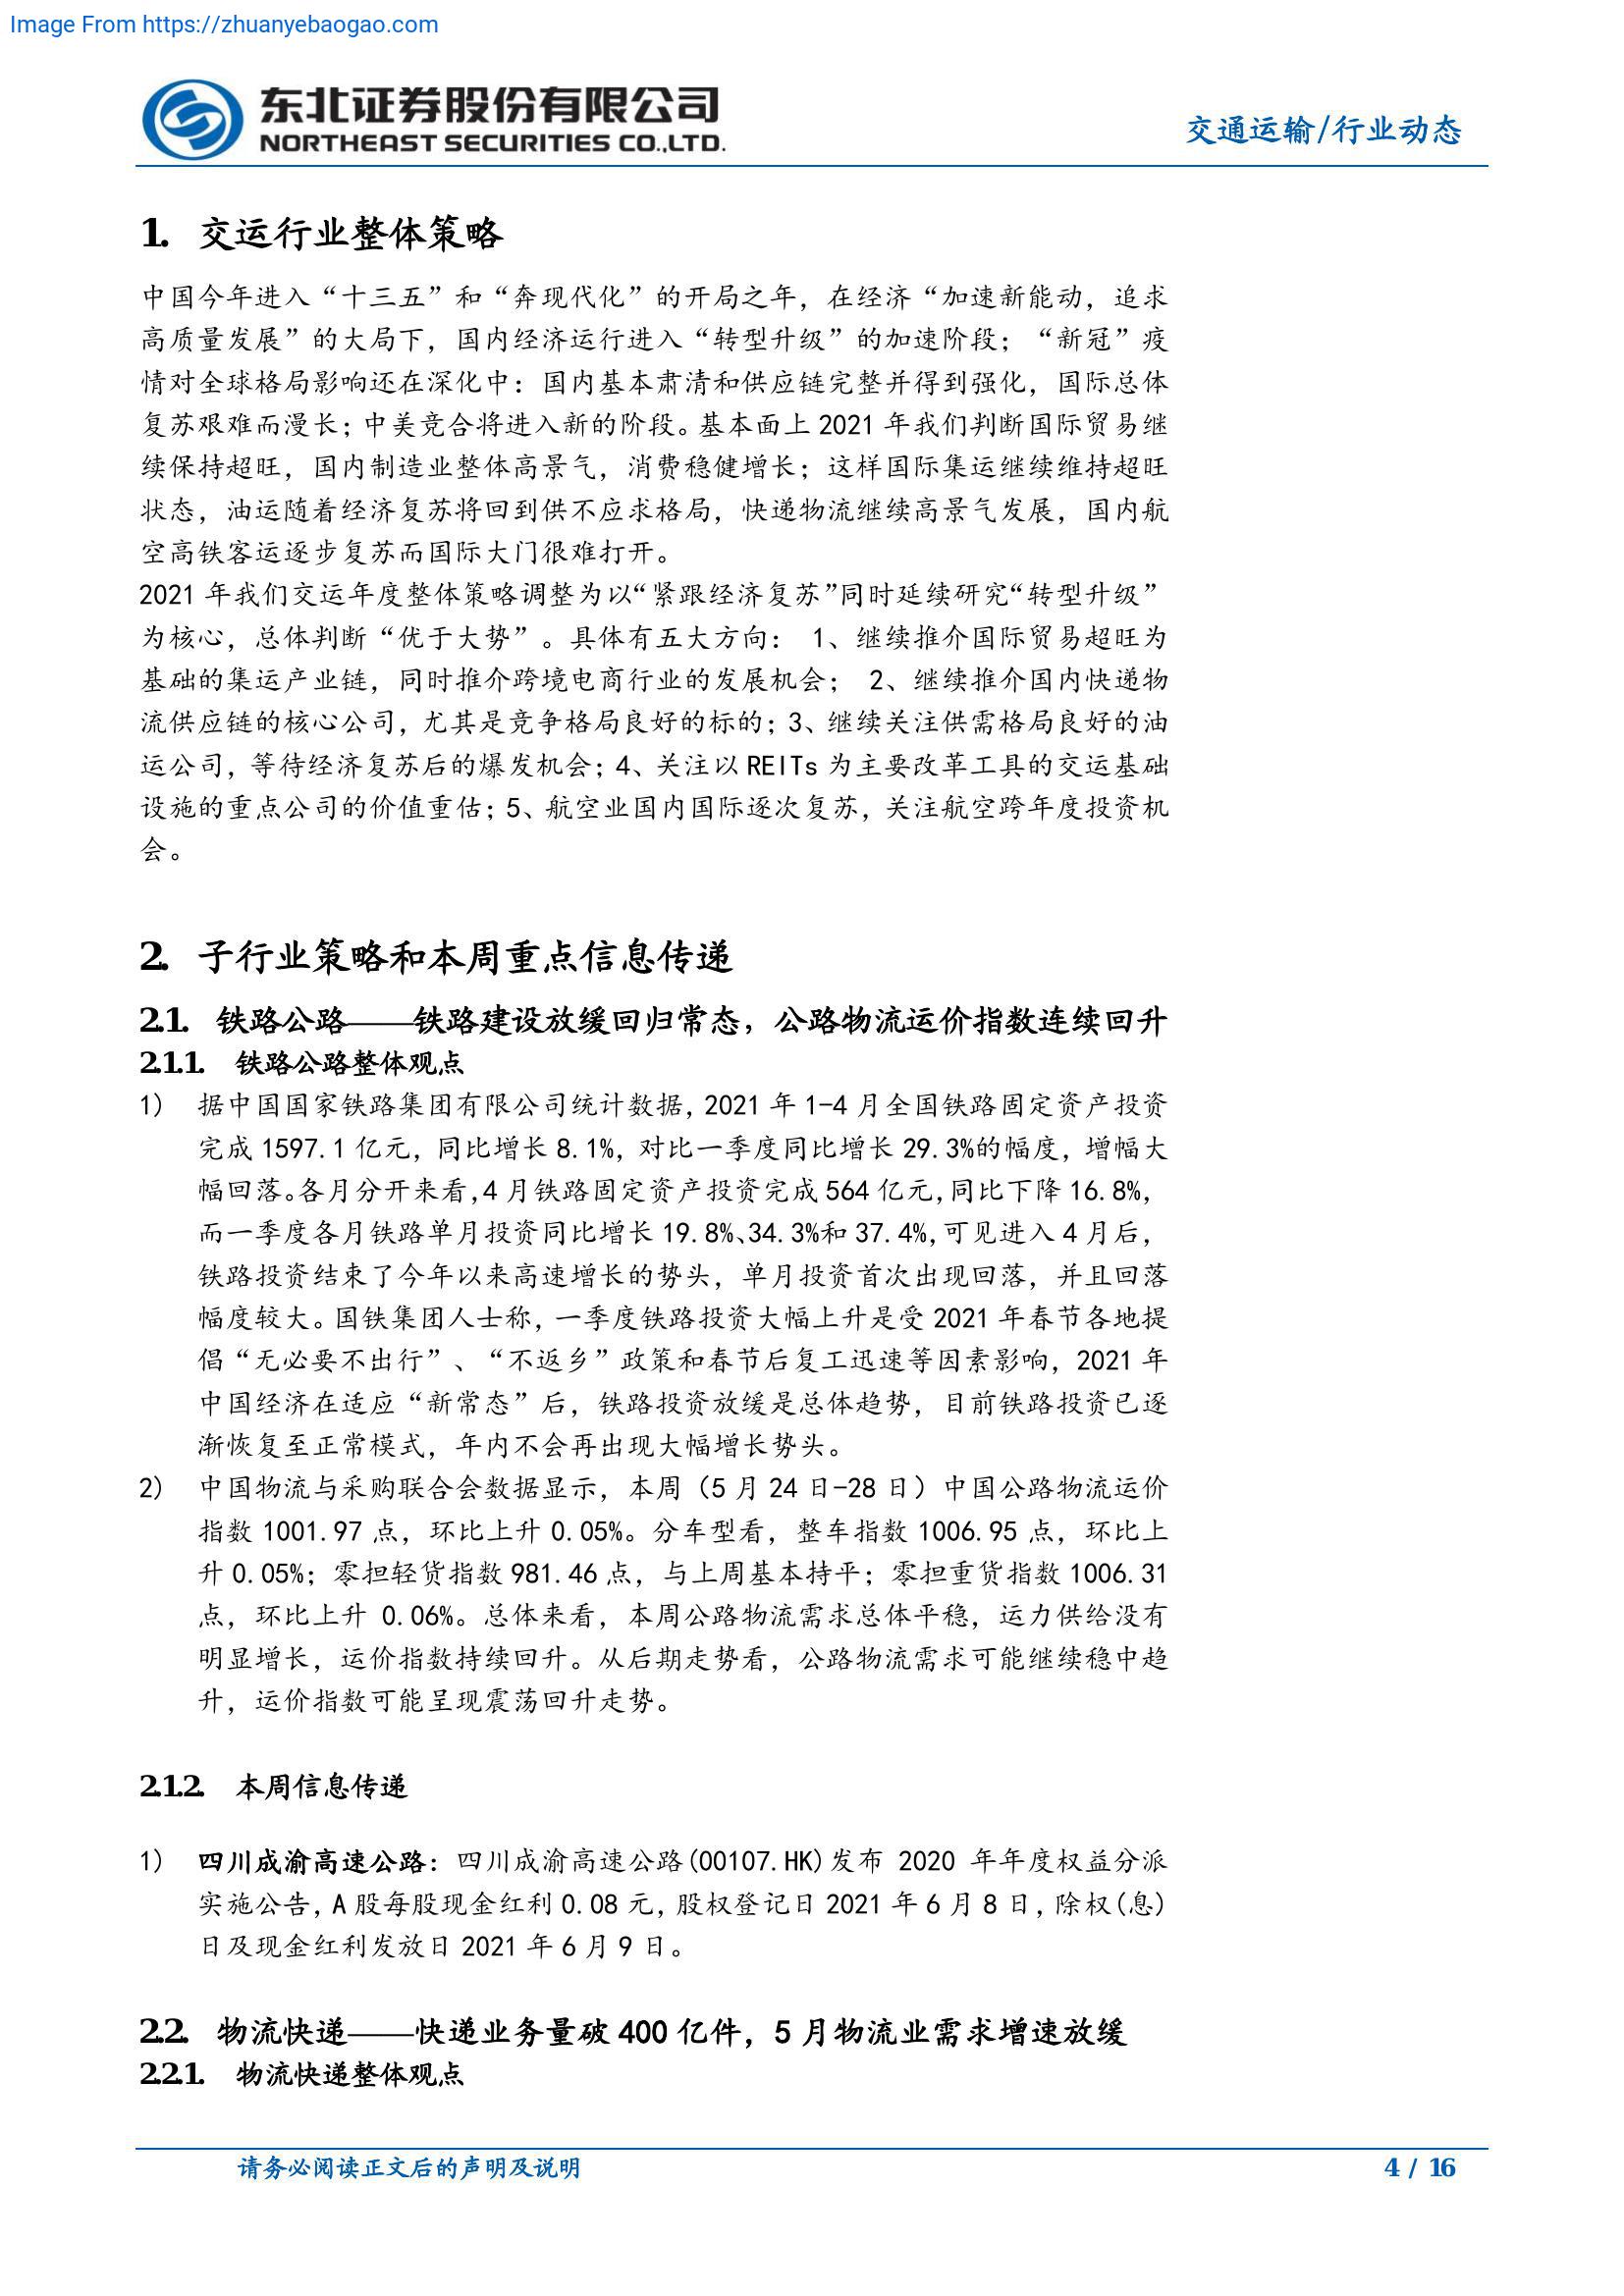 Image From https://zhuanyebaogao.com
东北证券股份有限公司
NORTHEAST SECURITIES CO.,LTD.
交通运输/行业动态
1. 交运行业整体策略
中国今年进入“十三五”和“奔现代化”的开局之年，在经济“加速新能动，追求
高质量发展”的大局下，国内经济运行进入“转型升级”的加速阶段；“新冠”疫
情对全球格局影响还在深化中：国内基本肃清和供应链完整并得到强化，国际总体
复苏艰难而漫长；中美竞合将进入新的阶段。基本面上 2021 年我们判断国际贸易继
续保持超旺，国内制造业整体高景气，消费稳健增长；这样国际集运继续维持超旺
状态，油运随着经济复苏将回到供不应求格局，快递物流继续高景气发展，国内航
空高铁客运逐步复苏而国际大门很难打开。
2021 年我们交运年度整体策略调整为以“紧跟经济复苏”同时延续研究“转型升级”
为核心，总体判断“优于大势”。具体有五大方向： 1、继续推介国际贸易超旺为
基础的集运产业链，同时推介跨境电商行业的发展机会； 2、继续推介国内快递物
流供应链的核心公司，尤其是竞争格局良好的标的；3、继续关注供需格局良好的油
运公司，等待经济复苏后的爆发机会；4、关注以 REITs 为主要改革工具的交运基础
设施的重点公司的价值重估；5、航空业国内国际逐次复苏，关注航空跨年度投资机
会。
2. 子行业策略和本周重点信息传递
2.1. 铁路公路——铁路建设放缓回归常态，公路物流运价指数连续回升
2.1.1. 铁路公路整体观点
1) 据中国国家铁路集团有限公司统计数据，2021 年 1-4 月全国铁路固定资产投资
完成 1597.1 亿元，同比增长 8.1%，对比一季度同比增长 29.3%的幅度，增幅大
幅回落。各月分开来看，4 月铁路固定资产投资完成 564 亿元，同比下降 16.8%，
而一季度各月铁路单月投资同比增长 19.8%、34.3%和 37.4%，可见进入 4 月后，
铁路投资结束了今年以来高速增长的势头，单月投资首次出现回落，并且回落
幅度较大。国铁集团人士称，一季度铁路投资大幅上升是受 2021 年春节各地提
倡“无必要不出行”、“不返乡”政策和春节后复工迅速等因素影响，2021 年
中国经济在适应“新常态”后，铁路投资放缓是总体趋势，目前铁路投资已逐
渐恢复至正常模式，年内不会再出现大幅增长势头。
2) 中国物流与采购联合会数据显示，本周（5 月 24 日-28 日）中国公路物流运价
指数 1001.97 点，环比上升 0.05%。分车型看，整车指数 1006.95 点，环比上
升 0.05%；零担轻货指数 981.46 点，与上周基本持平；零担重货指数 1006.31
点，环比上升 0.06%。总体来看，本周公路物流需求总体平稳，运力供给没有
明显增长，运价指数持续回升。从后期走势看，公路物流需求可能继续稳中趋
升，运价指数可能呈现震荡回升走势。
2.1.2. 本周信息传递
1) 四川成渝高速公路：四川成渝高速公路(00107.HK)发布 2020 年年度权益分派
实施公告，A 股每股现金红利 0.08 元，股权登记日 2021 年 6 月 8 日，除权(息)
日及现金红利发放日 2021 年 6 月 9 日。
2.2. 物流快递——快递业务量破 400 亿件，5 月物流业需求增速放缓
2.2.1. 物流快递整体观点
请务必阅读正文后的声明及说明
4 / 16